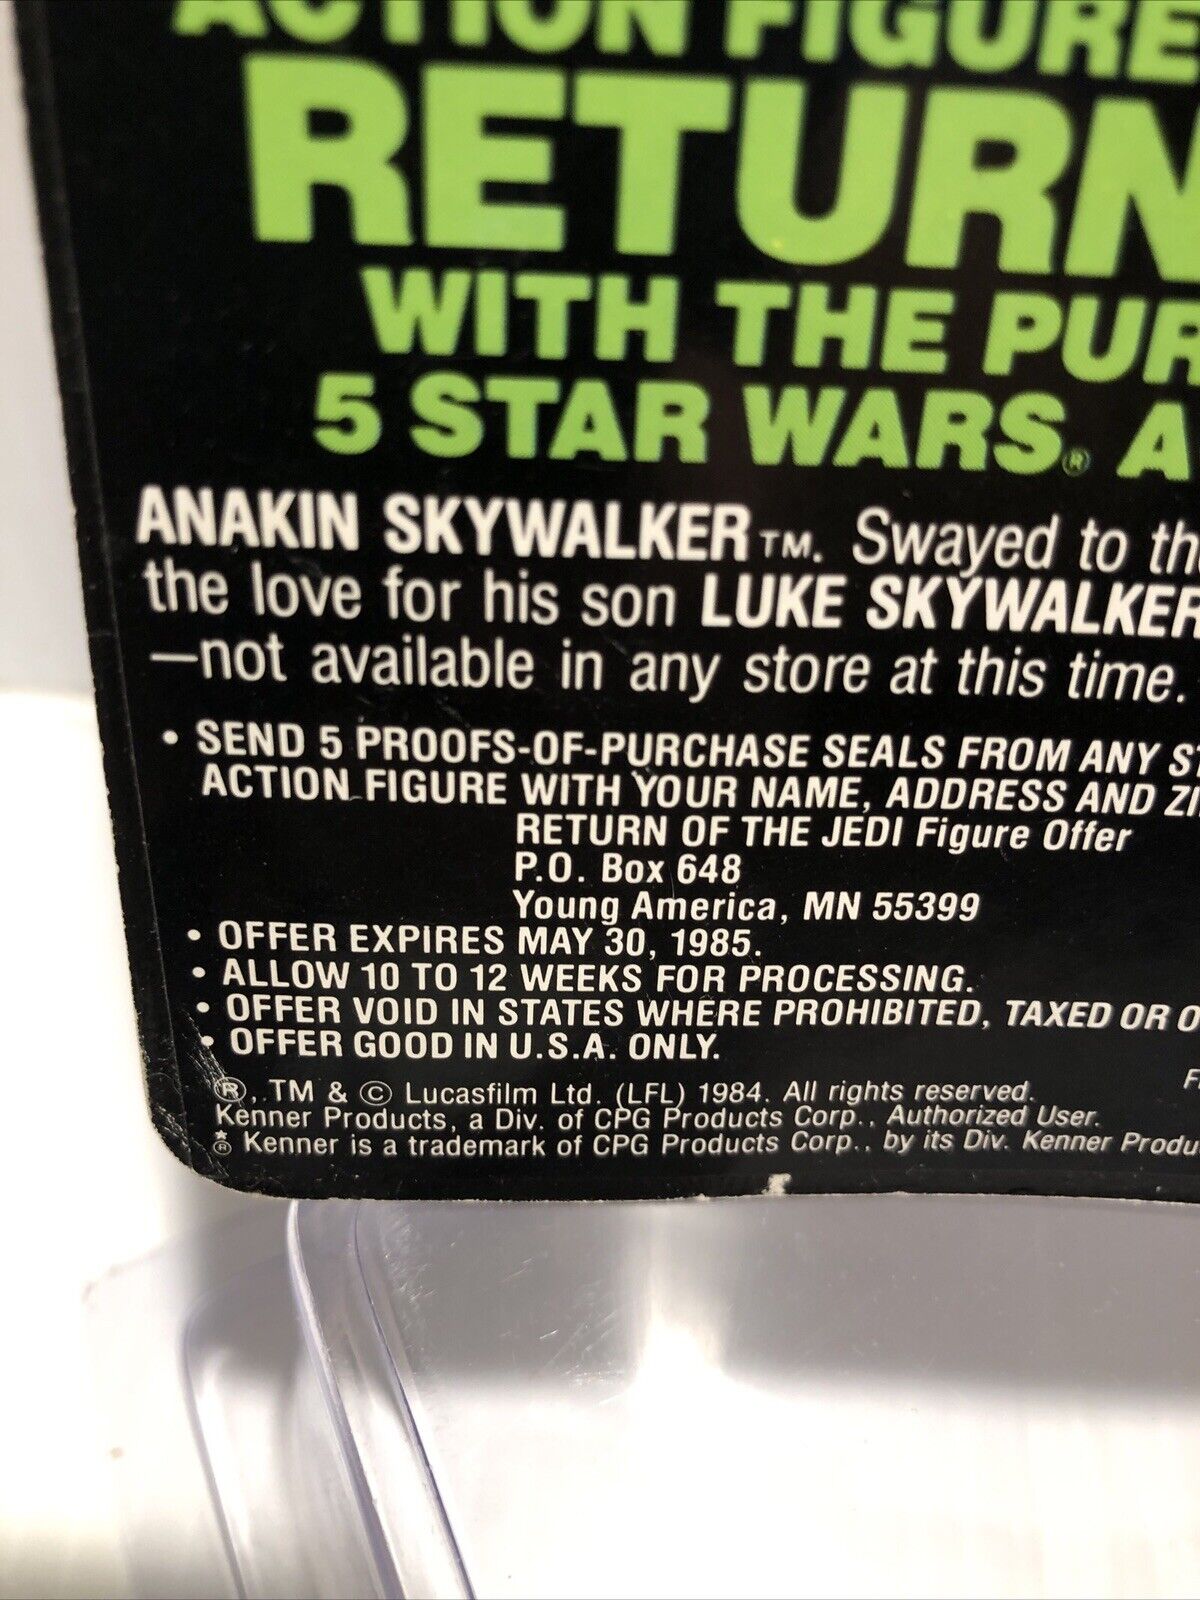 ACTION FIGURE
RETURN
WITH THE PUR
5 STAR WARS® A
ANAKIN SKYWALKER™. Swayed to th
the love for his son LUKE SKYWALKER
—not available in any store at this time.
• SEND 5 PROOFS-OF-PURCHASE SEALS FROM ANY ST
ACTION FIGURE WITH YOUR NAME, ADDRESS AND ZI
RETURN OF THE JEDI Figure Offer
P.O. Box 648
Young America, MN 55399
• OFFER EXPIRES MAY 30, 1985.
• ALLOW 10 TO 12 WEEKS FOR PROCESSING.
• OFFER VOID IN STATES WHERE PROHIBITED, TAXED OR O
• OFFER GOOD IN U.S.A. ONLY.
F
®, TM & © Lucasfilm Ltd. (LFL) 1984. All rights reserved.
Kenner Products, a Div. of CPG Products Corp., Authorized User.
® Kenner is a trademark of CPG Products Corp., by its Div. Kenner Produ